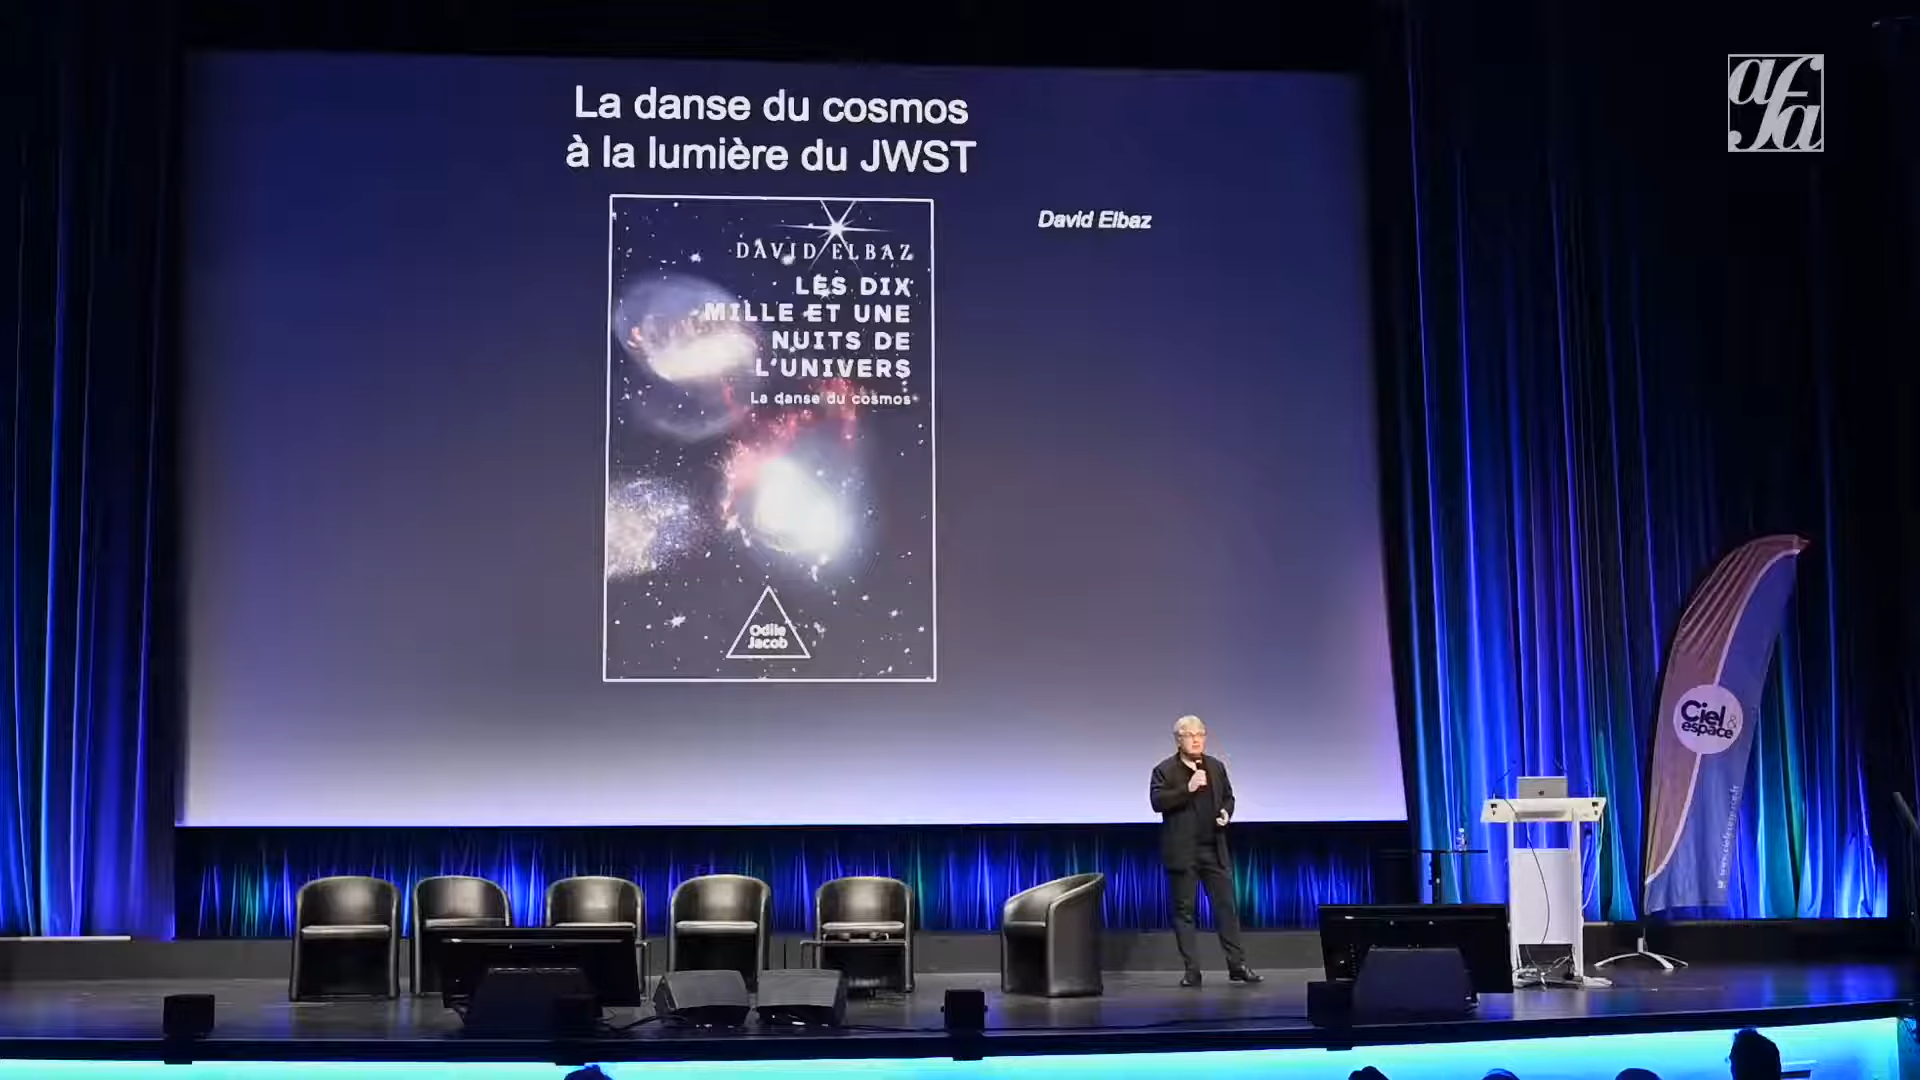 La danse du cosmos
à la lumière du JWST
David Elbaz
DAVID ELBAZ
LES DIX
MILLE ET UNE
NUITS DE
L'UNIVERS
La danse du cosmos
Odile
Jacob
afa
Ciel &
espace